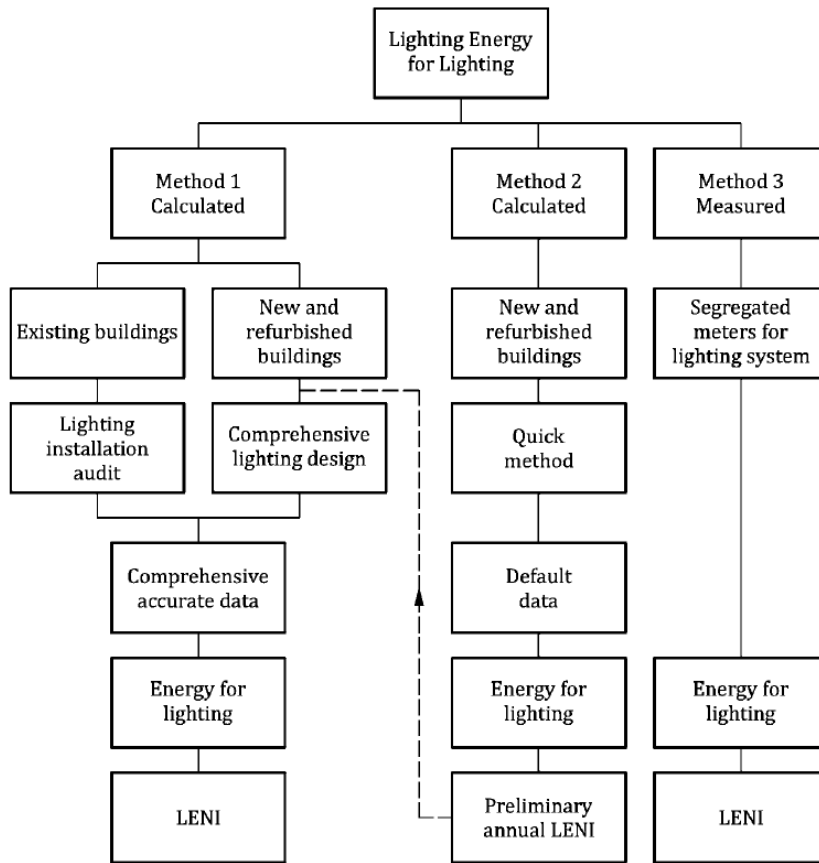 Lighting Energy
for Lighting
Method 1
Calculated
Method 2
Calculated
Method 3
Measured
Existing buildings
New and
refurbished
buildings
New and
refurbished
buildings
Segregated
meters for
lighting system
Lighting
installation
audit
Comprehensive
lighting design
Quick
method
Comprehensive
accurate data
Default
data
Energy for
lighting
Energy for
lighting
Energy for
lighting
LENI
Preliminary
annual LENI
LENI